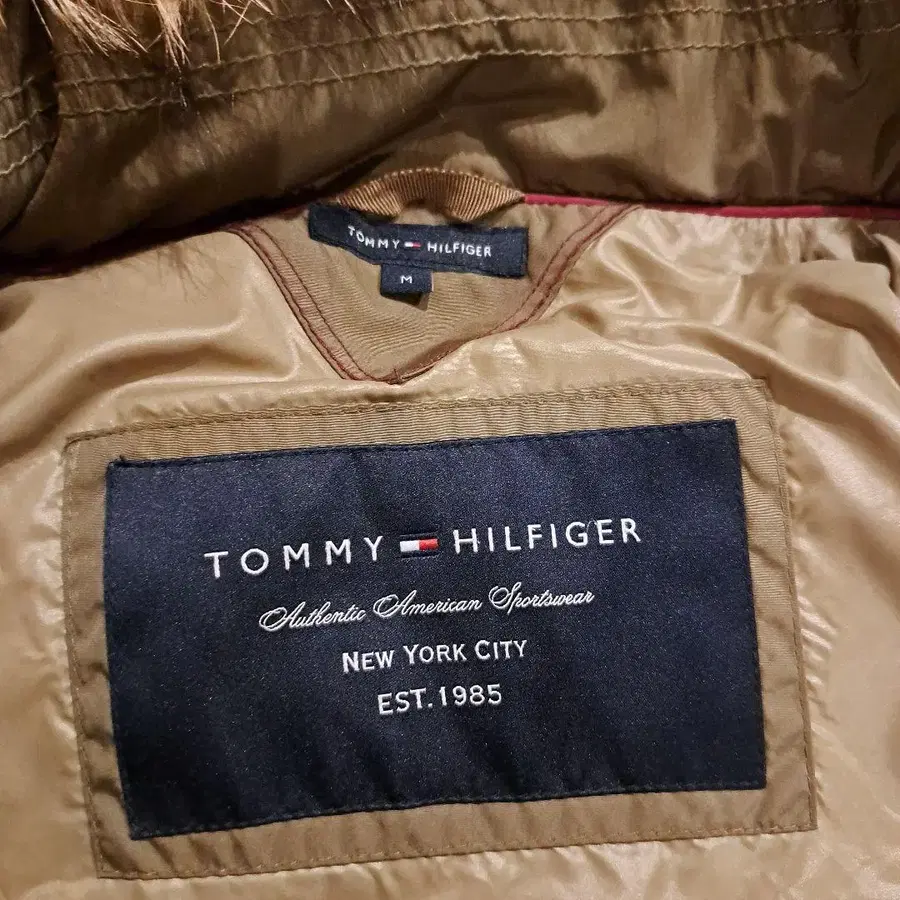 TOMMY HILFIGER
M
TOMMY HILFIGER
Authentic American Sportswear
NEW YORK CITY
EST. 1985